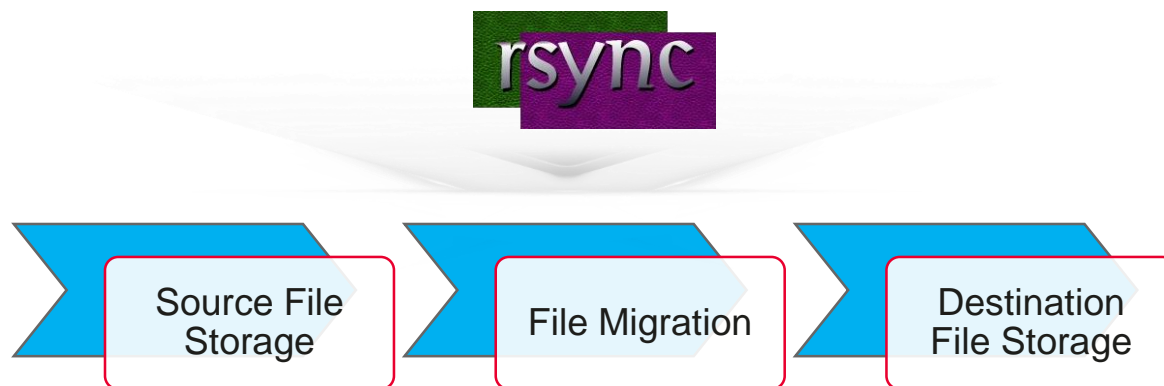 rsync
Source File
Storage
File Migration
Destination
File Storage